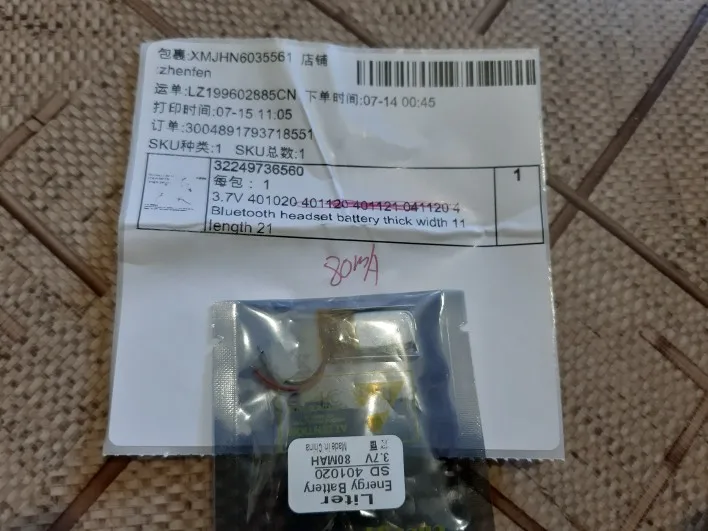 包裹:XMJHN6035561 店铺
:zhenfen
运单:LZ199602885CN 下单时间:07-14 00:45
打印时间:07-15 11:05
订单:3004891793718551
SKU种类:1 SKU总数:1
32249736560
每包: 1
3.7V 401020 401120 401121 041120 4
Bluetooth headset battery thick width 11
length 21
1
80mA
ATTENTION
Liter
Energy Battery
SD 401020
3.7V 80MAH
Made in China